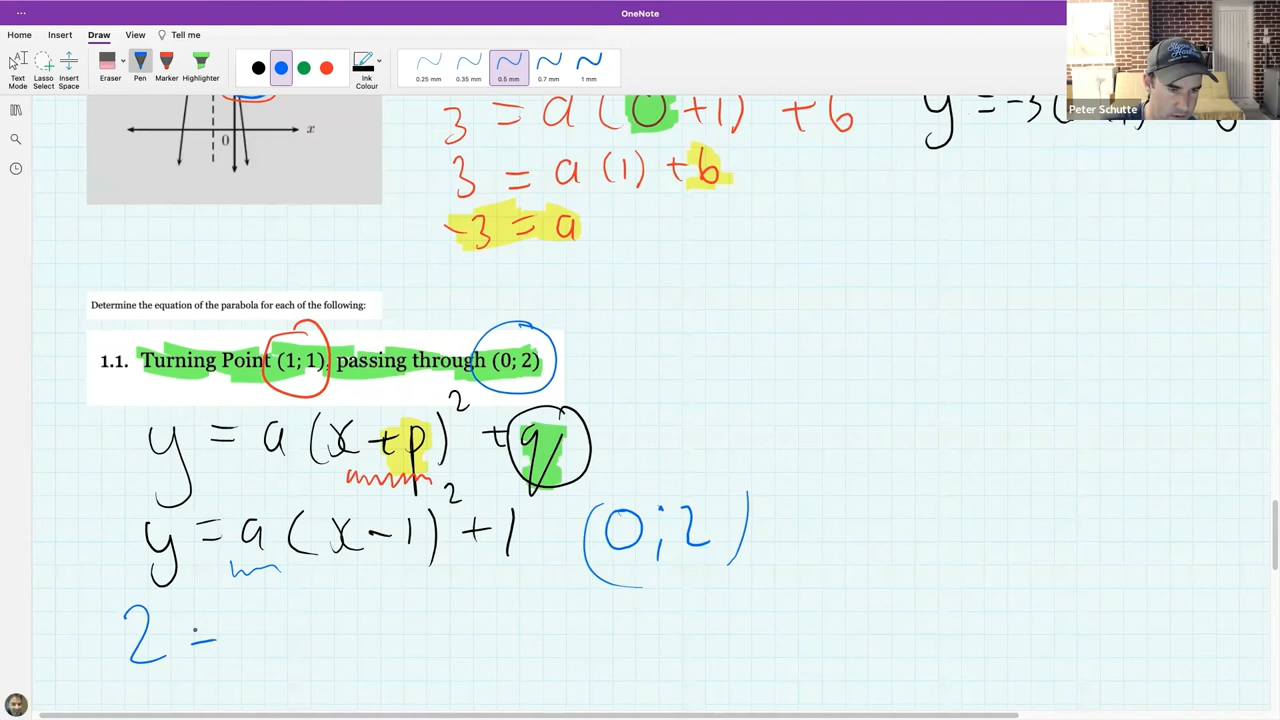 OneNote
Home Insert Draw View Tell me
Text Mode
Lasso Select
Insert Space
Eraser
Pen
Marker
Highlighter
0.25 mm
0.35 mm
0.5 mm
0.7 mm
1 mm
Ink Colour
Peter Schutte
x
0
3 = a (0+1) + 6
3 = a (1) + 6
-3 = a
y = -3(
Determine the equation of the parabola for each of the following:
1.1. Turning Point (1; 1), passing through (0; 2)
y = a (x + p)² + q
y = a (x - 1)² + 1 (0; 2)
2 =